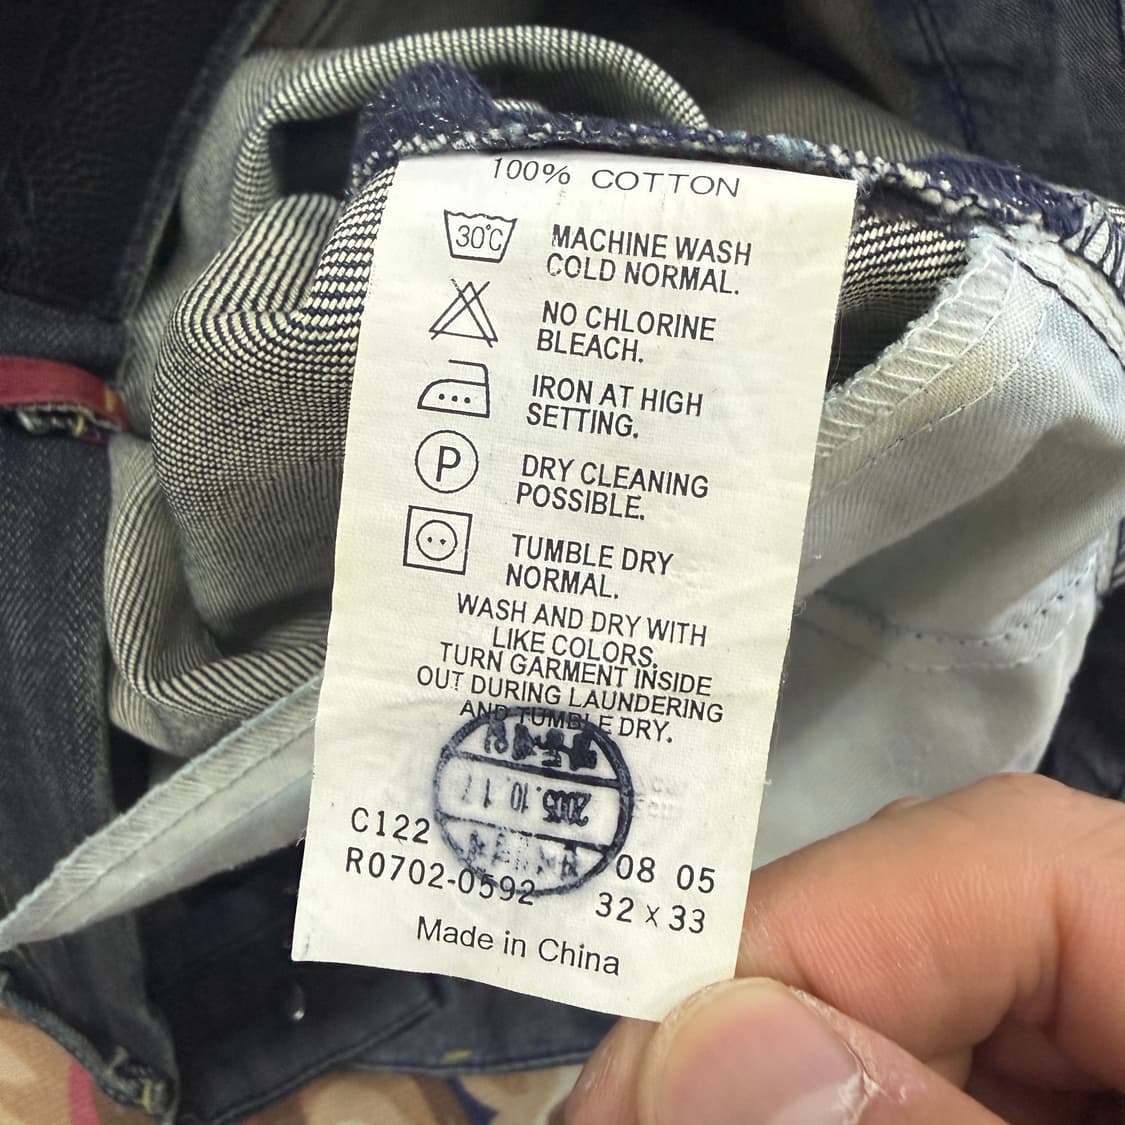 100% COTTON
30°C
MACHINE WASH
COLD NORMAL.
NO CHLORINE
BLEACH.
IRON AT HIGH
SETTING.
P
DRY CLEANING
POSSIBLE.
TUMBLE DRY
NORMAL.
WASH AND DRY WITH
LIKE COLORS.
TURN GARMENT INSIDE
OUT DURING LAUNDERING
AND TUMBLE DRY.
2005.10.17
C122
08 05
R0702-0592
32 x 33
Made in China